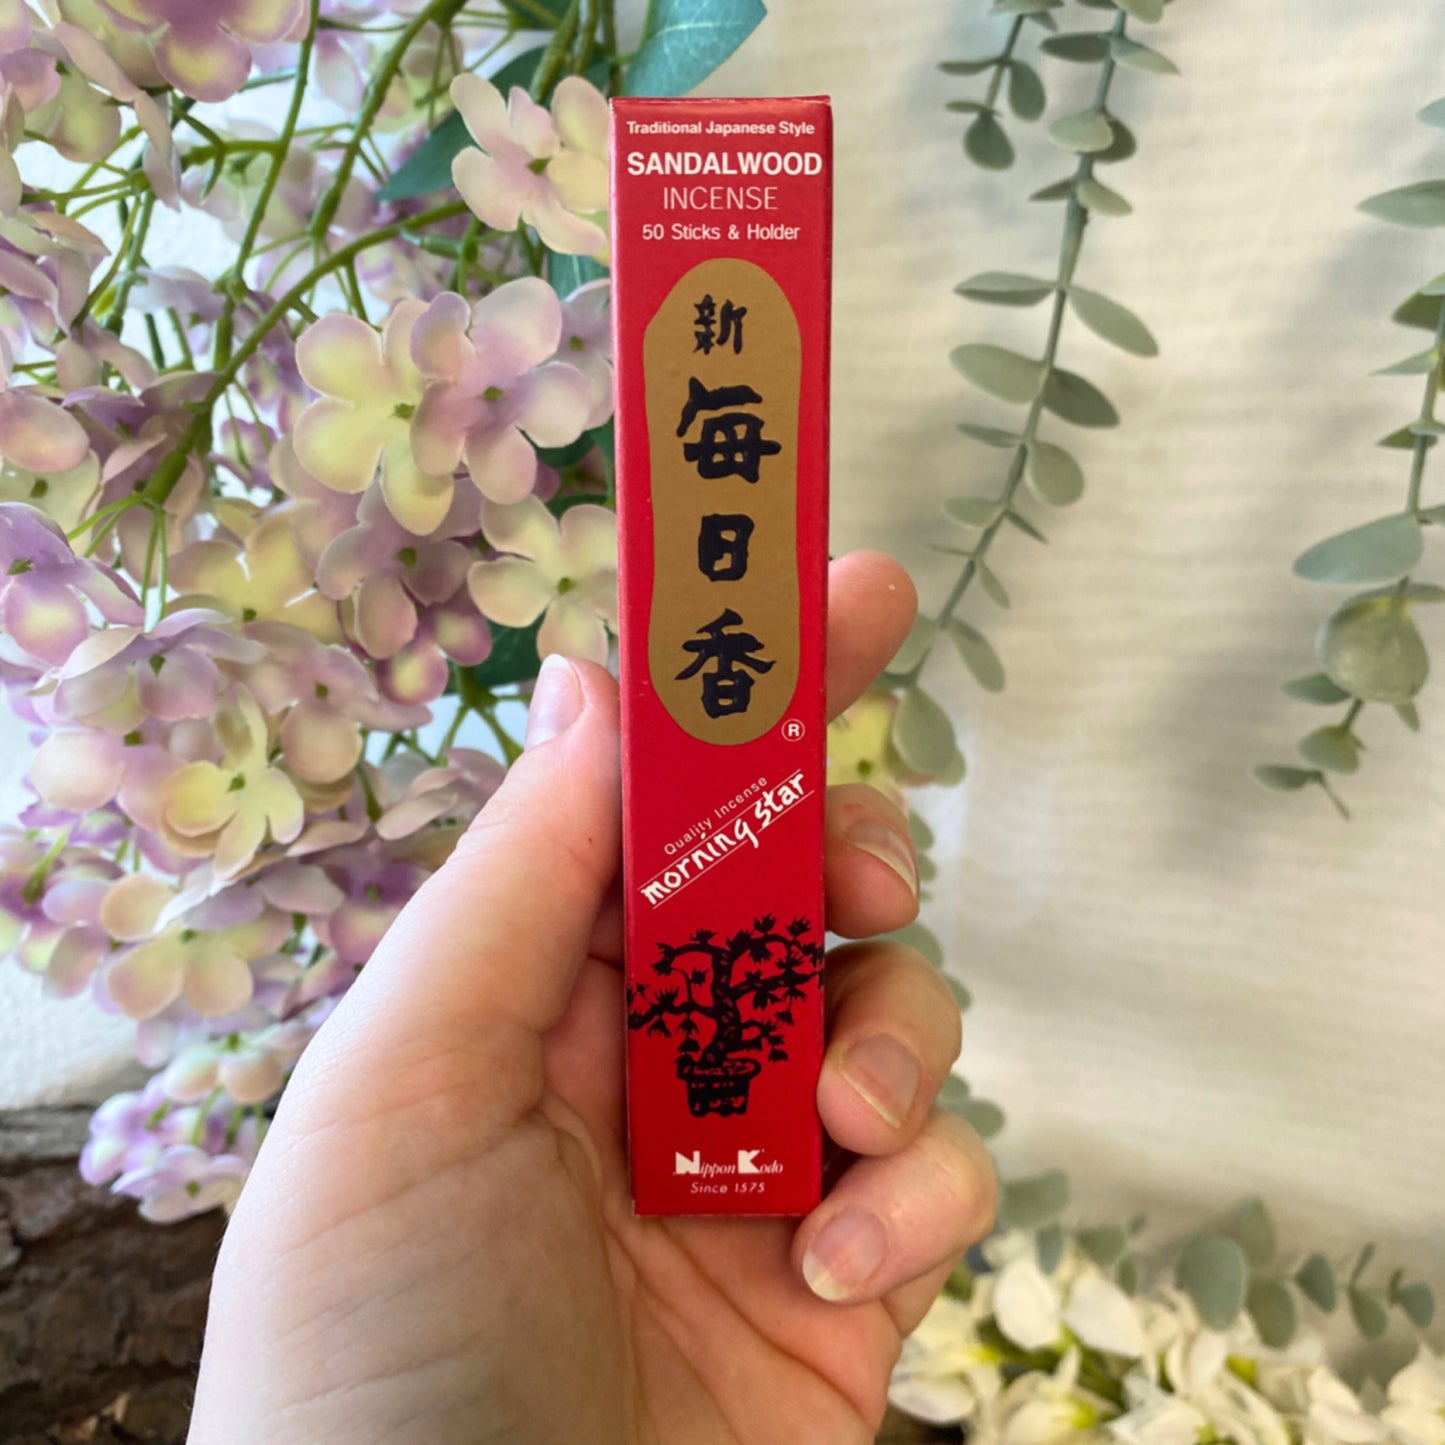 Traditional Japanese Style
SANDALWOOD
INCENSE
50 Sticks & Holder
新
毎
日
香
®
Quality Incense
morning star
Nippon Kodo
Since 1575